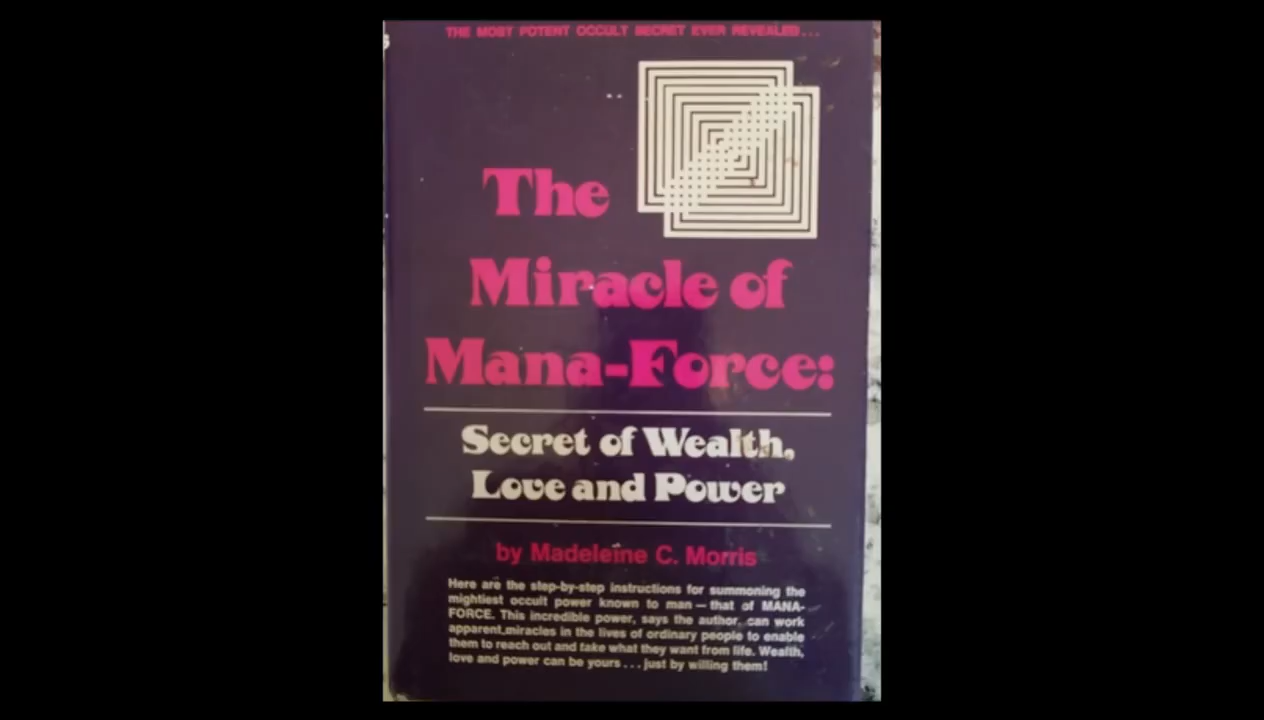 THE MOST POTENT OCCULT SECRET EVER REVEALED...
The
Miracle of
Mana-Force:
Secret of Wealth,
Love and Power
by Madeleine C. Morris
Here are the step-by-step instructions for summoning the
mightiest occult power known to man — that of MANA-
FORCE. This incredible power, says the author, can work
apparent miracles in the lives of ordinary people to enable
them to reach out and take what they want from life. Wealth,
love and power can be yours . . . just by willing them!